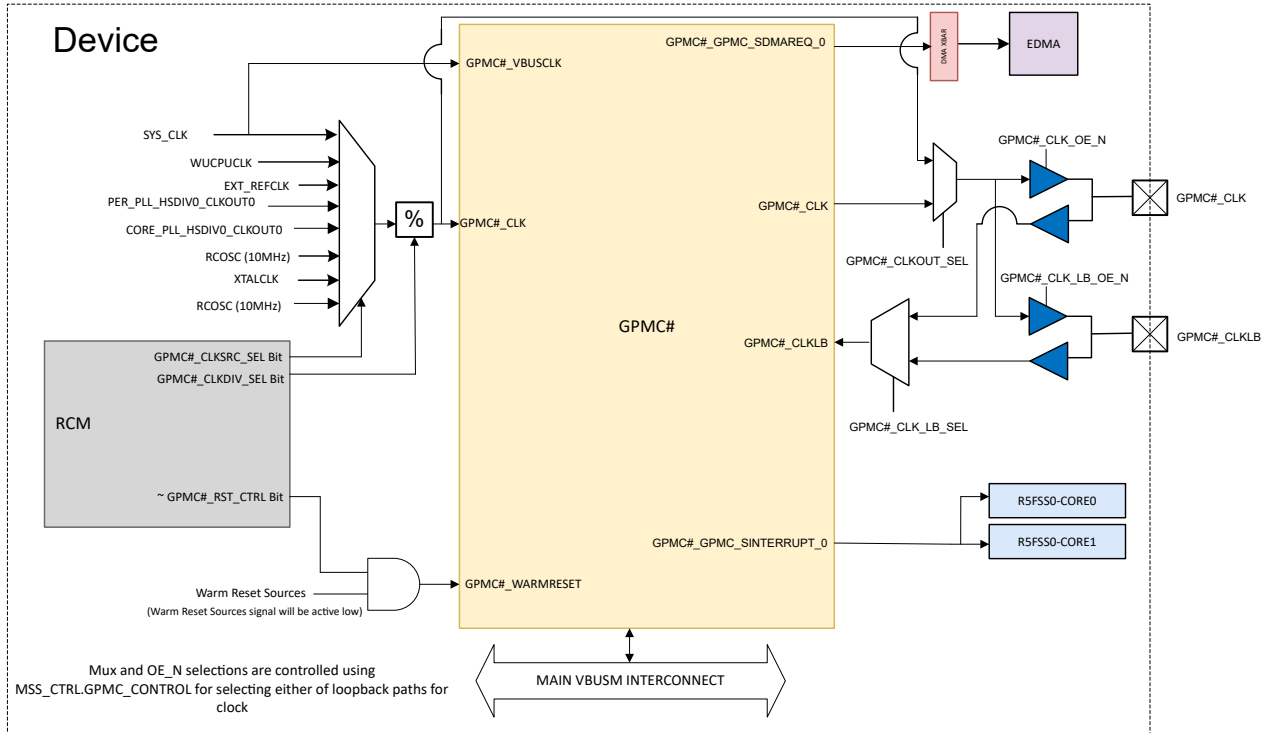 Device
GPMC#_GPMC_SDMAREQ_0
DMA XBAR
EDMA
GPMC#_VBUSCLK
SYS_CLK
WUCPUCLK
EXT_REFCLK
PER_PLL_HSDIV0_CLKOUT0
CORE_PLL_HSDIV0_CLKOUT0
RCOSC (10MHz)
XTALCLK
RCOSC (10MHz)
%
GPMC#_CLK
GPMC#
GPMC#_CLK
GPMC#_CLKOUT_SEL
GPMC#_CLK_OE_N
GPMC#_CLK
GPMC#_CLK_LB_OE_N
GPMC#_CLKLB
GPMC#_CLKLB
GPMC#_CLK_LB_SEL
GPMC#_CLKSRC_SEL Bit
GPMC#_CLKDIV_SEL Bit
RCM
~ GPMC#_RST_CTRL Bit
GPMC#_GPMC_SINTERRUPT_0
R5FSS0-CORE0
R5FSS0-CORE1
GPMC#_WARMRESET
Warm Reset Sources
(Warm Reset Sources signal will be active low)
Mux and OE_N selections are controlled using
MSS_CTRL.GPMC_CONTROL for selecting either of loopback paths for
clock
MAIN VBUSM INTERCONNECT